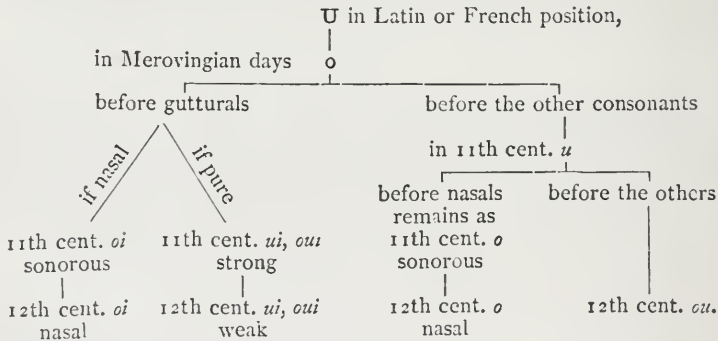 U in Latin or French position,
in Merovingian days o
before gutturals before the other consonants
in 11th cent. u
if nasal if pure
before nasals before the others
remains as
11th cent. oi 11th cent. ui, oui 11th cent. o
sonorous strong sonorous
12th cent. oi 12th cent. ui, oui 12th cent. o 12th cent. ou.
nasal weak nasal